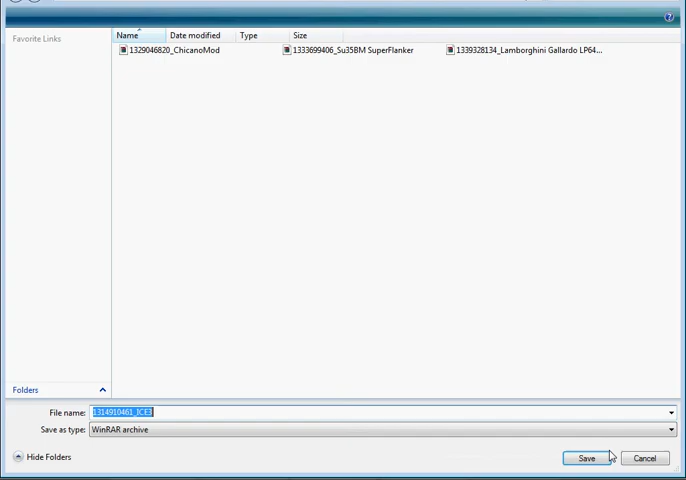 Favorite Links
Name Date modified Type Size
1329046820_ChicanoMod 1333699406_Su35BM SuperFlanker 1339328134_Lamborghini Gallardo LP64...
Folders
File name: 1314910461_ICE3
Save as type: WinRAR archive
Hide Folders Save Cancel